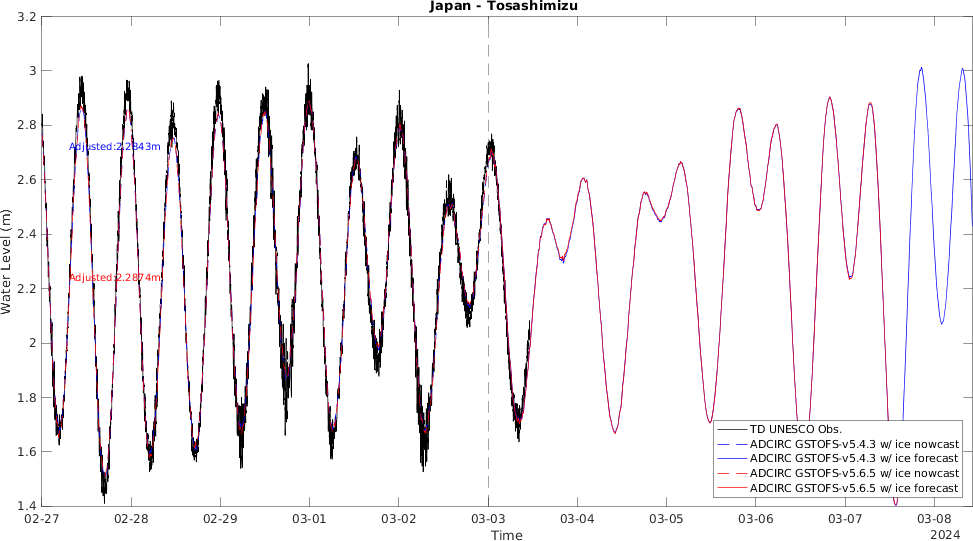 Japan - Tosashimizu
3.2
3
2.8
2.6
2.4
2.2
2
1.8
1.6
1.4
Water Level (m)
Adjusted:2.2843m
Adjusted:2.2874m
TD UNESCO Obs.
ADCIRC GSTOFS-v5.4.3 w/ ice nowcast
ADCIRC GSTOFS-v5.4.3 w/ ice forecast
ADCIRC GSTOFS-v5.6.5 w/ ice nowcast
ADCIRC GSTOFS-v5.6.5 w/ ice forecast
02-27 02-28 02-29 03-01 03-02 03-03 03-04 03-05 03-06 03-07 03-08
Time
2024